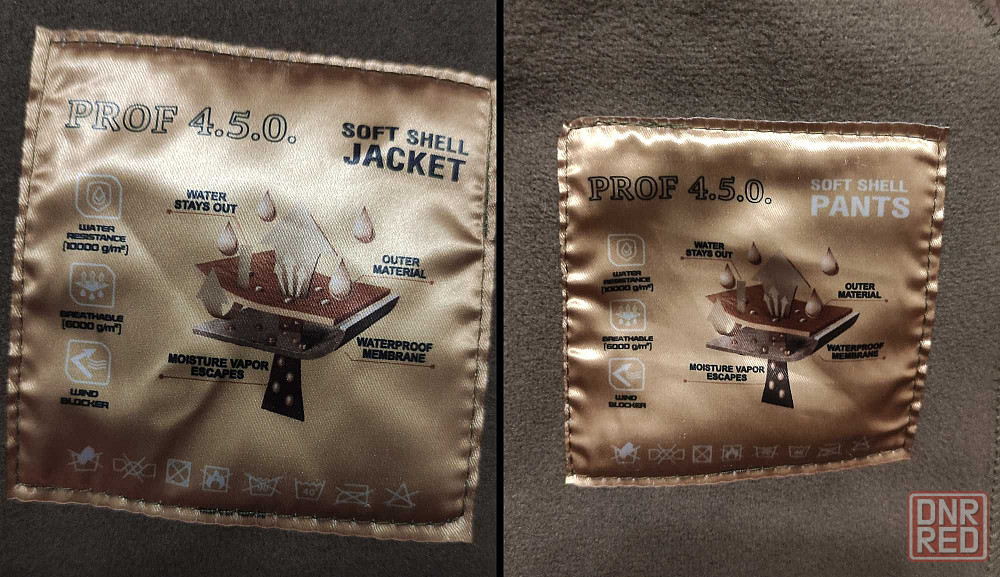 PROF 4.5.0.
SOFT SHELL
JACKET
WATER
STAYS OUT
WATER
RESISTANCE
[10000 g/m²]
OUTER
MATERIAL
BREATHABLE
[6000 g/m²]
WATERPROOF
MEMBRANE
MOISTURE VAPOR
ESCAPES
WIND
BLOCKER
40
PROF 4.5.0.
SOFT SHELL
PANTS
WATER
STAYS OUT
WATER
RESISTANCE
[10000 g/m²]
OUTER
MATERIAL
BREATHABLE
[6000 g/m²]
WATERPROOF
MEMBRANE
MOISTURE VAPOR
ESCAPES
WIND
BLOCKER
DNR
RED